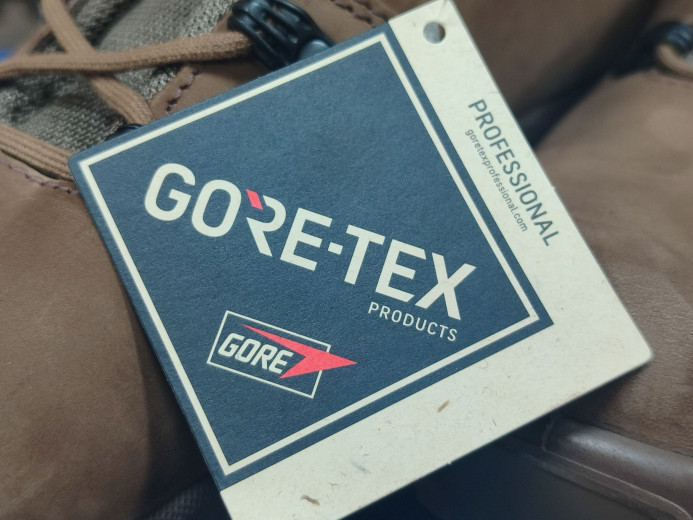 GORE-TEX
PRODUCTS
GORE
PROFESSIONAL
goretexprofessional.com